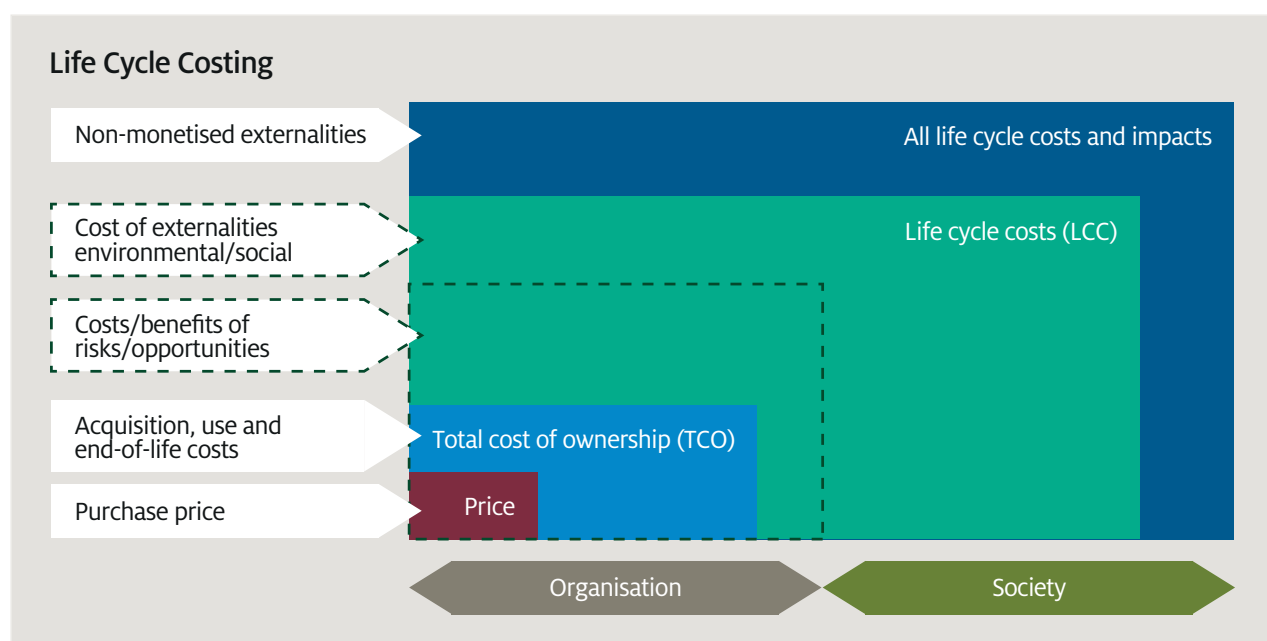 Life Cycle Costing
Non-monetised externalities
All life cycle costs and impacts
Cost of externalities
environmental/social
Life cycle costs (LCC)
Costs/benefits of
risks/opportunities
Acquisition, use and
end-of-life costs
Total cost of ownership (TCO)
Purchase price
Price
Organisation
Society